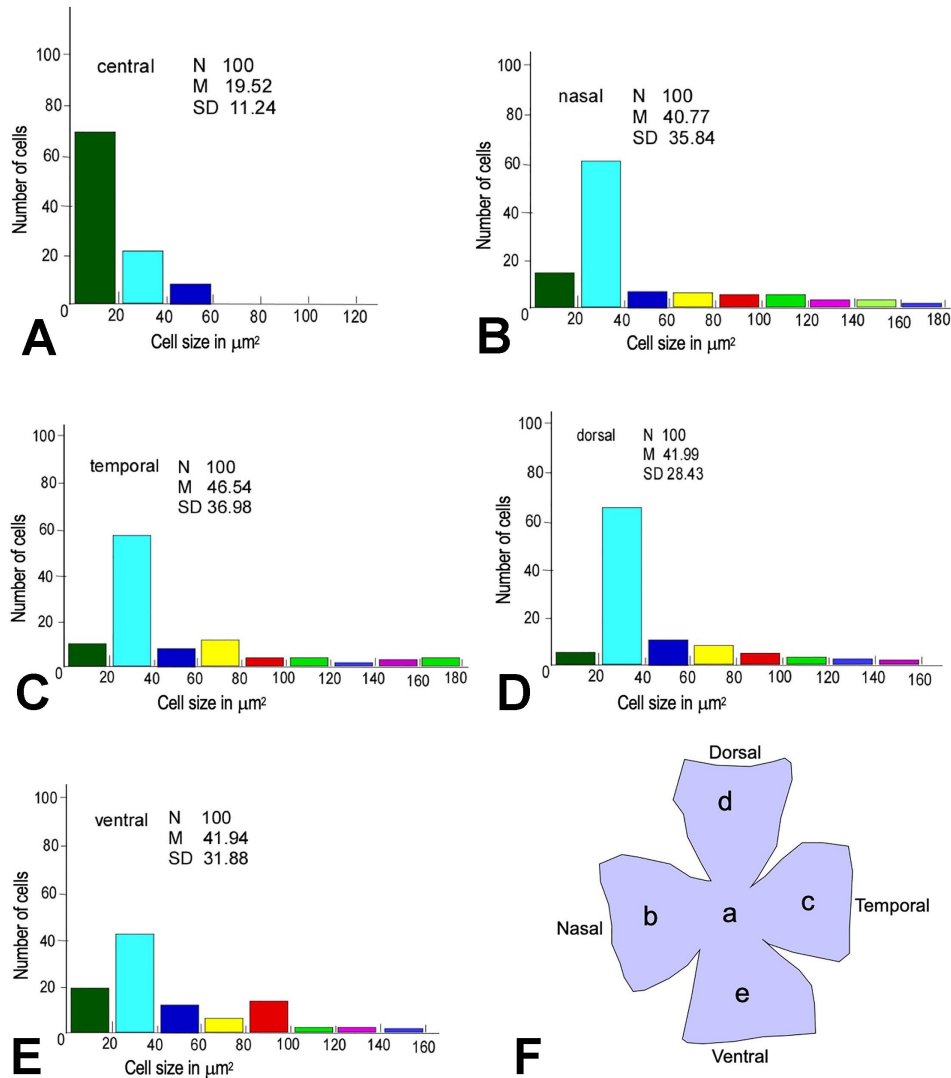 central N 100
M 19.52
SD 11.24
100
80
60
40
20
0
20 40 60 80 100 120
Number of cells
Cell size in μm²
A
nasal N 100
M 40.77
SD 35.84
100
80
60
40
20
0
20 40 60 80 100 120 140 160 180
Number of cells
Cell size in μm²
B
temporal N 100
M 46.54
SD 36.98
100
80
60
40
20
0
20 40 60 80 100 120 140 160 180
Number of cells
Cell size in μm²
C
dorsal N 100
M 41.99
SD 28.43
100
80
60
40
20
0
20 40 60 80 100 120 140 160
Number of cells
Cell size in μm²
D
ventral N 100
M 41.94
SD 31.88
100
80
60
40
20
0
20 40 60 80 100 120 140 160
Number of cells
Cell size in μm²
E
Dorsal
d
Nasal b a c Temporal
e
Ventral
F